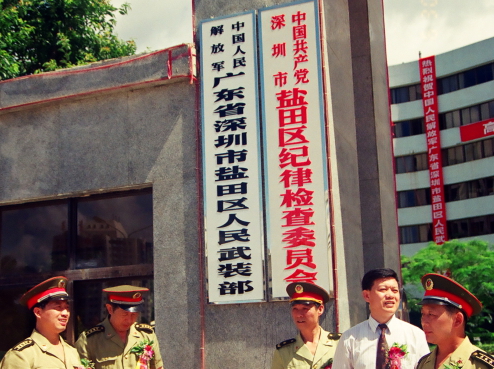 中国人民解放军广东省深圳市盐田区人民武装部
中国共产党深圳市盐田区纪律检查委员会
热烈祝贺中国人民解放军广东省深圳市盐田区人民武
高